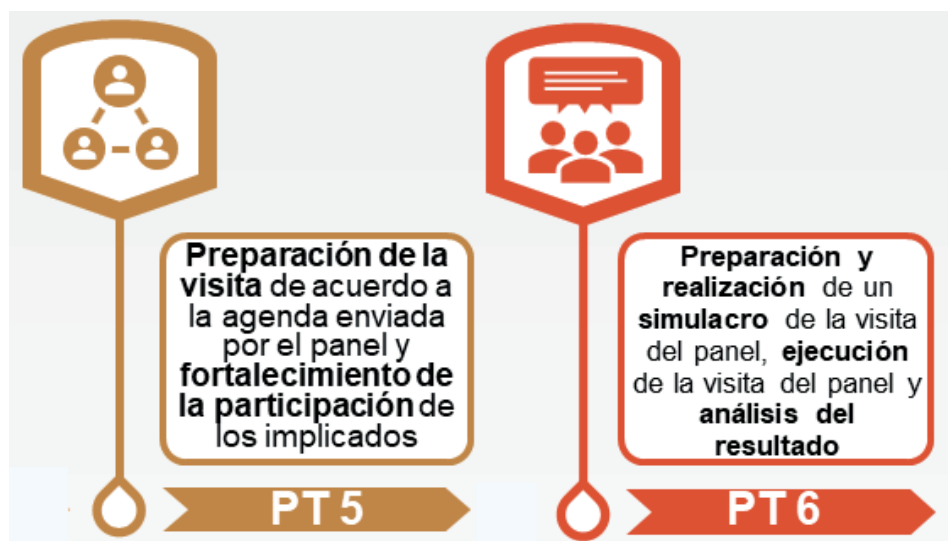 Preparación de la
visita de acuerdo a
la agenda enviada
por el panel y
fortalecimiento de
la participación de
los implicados
PT 5
Preparación y
realización de un
simulacro de la visita
del panel, ejecución
de la visita del panel y
análisis del
resultado
PT 6